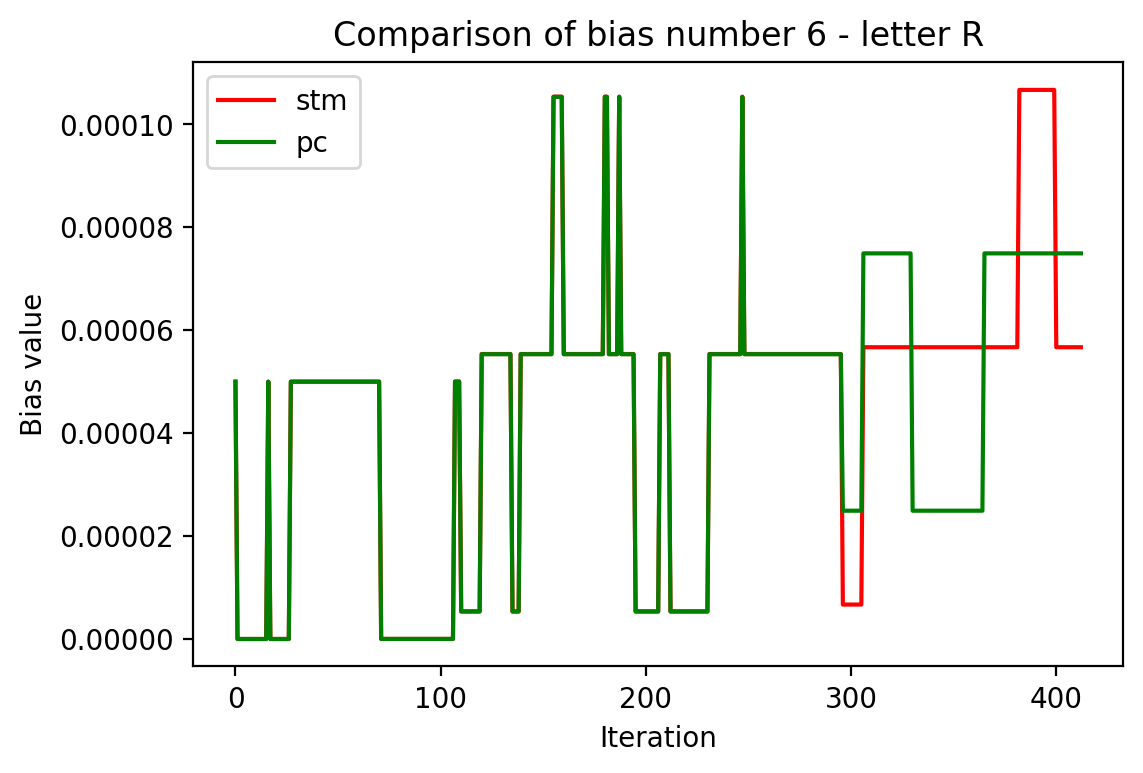 Comparison of bias number 6 - letter R
stm
pc
0.00010
0.00008
0.00006
0.00004
0.00002
0.00000
Bias value
0 100 200 300 400
Iteration